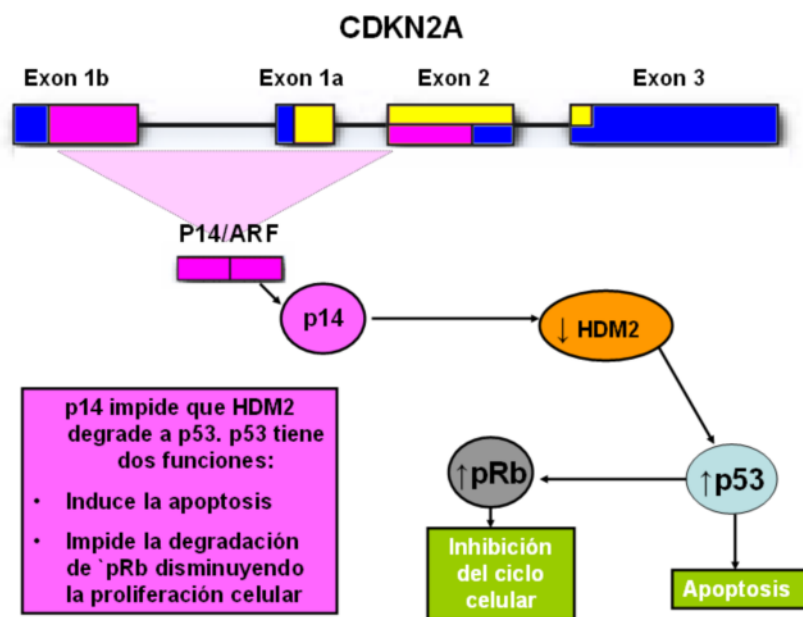 CDKN2A
Exon 1b
Exon 1a
Exon 2
Exon 3
P14/ARF
p14
↓ HDM2
p14 impide que HDM2
degrade a p53. p53 tiene
dos funciones:
• Induce la apoptosis
• Impide la degradación
de `pRb disminuyendo
la proliferación celular
↑pRb
↑p53
Inhibición
del ciclo
celular
Apoptosis